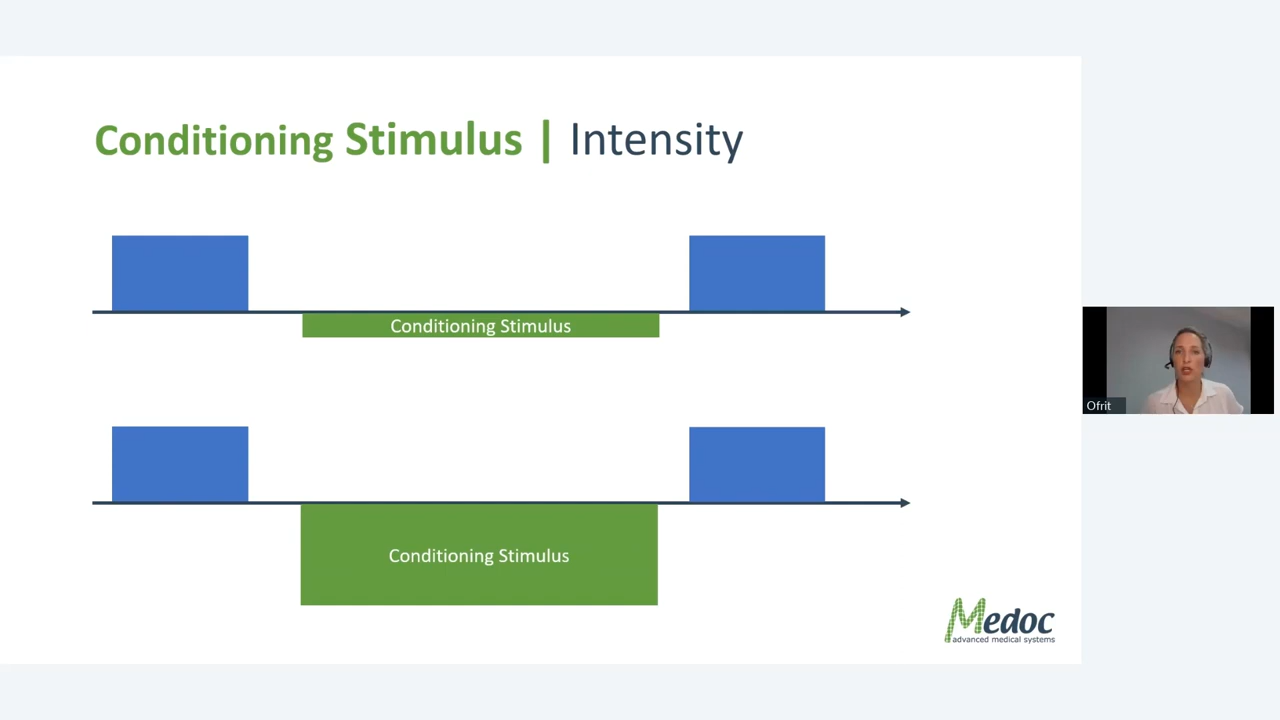 Conditioning Stimulus | Intensity
Conditioning Stimulus
Ofrit
Conditioning Stimulus
Medoc
advanced medical systems